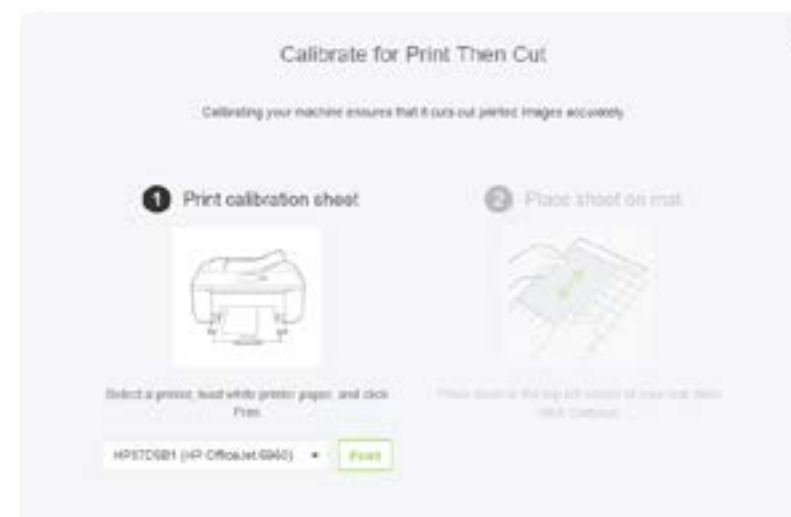 Calibrate for Print Then Cut
Calibrating your machine ensures that it cuts out printed images accurately
1 Print calibration sheet
2 Place sheet on mat
Select a printer, load white printer paper, and click
Print
(HP OfficeJet 6960)
Print